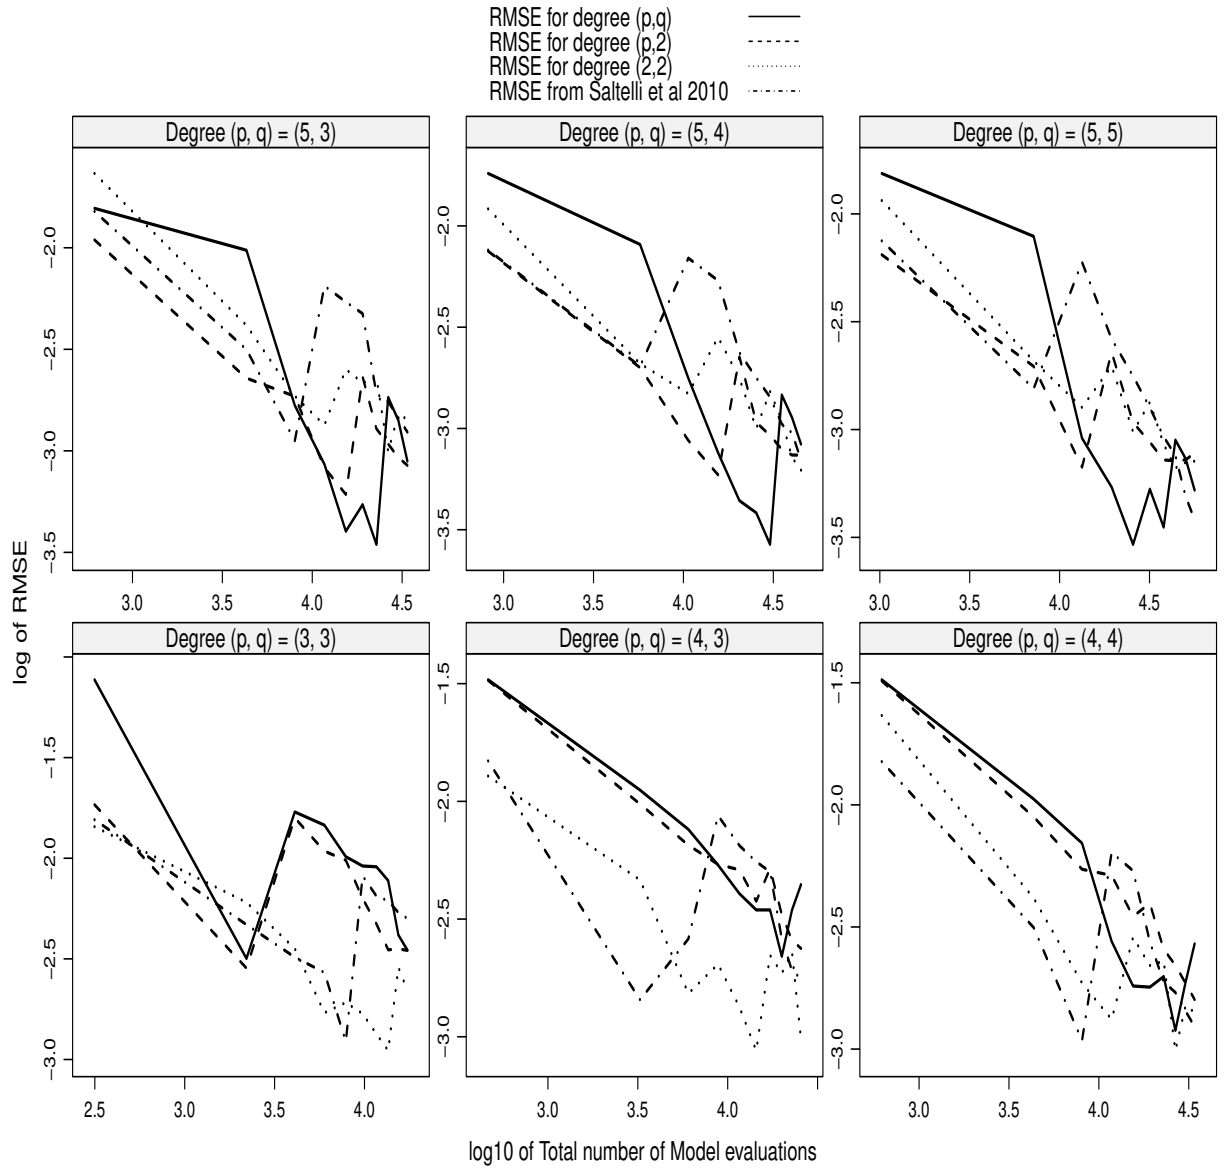 RMSE for degree (p,q)
RMSE for degree (p,2)
RMSE for degree (2,2)
RMSE from Saltelli et al 2010
Degree (p, q) = (5, 3)
Degree (p, q) = (5, 4)
Degree (p, q) = (5, 5)
−2.0
−2.5
−3.0
−3.5
3.0 3.5 4.0 4.5
−2.0
−2.5
−3.0
−3.5
3.0 3.5 4.0 4.5
−2.0
−2.5
−3.0
−3.5
3.0 3.5 4.0 4.5
log of RMSE
Degree (p, q) = (3, 3)
Degree (p, q) = (4, 3)
Degree (p, q) = (4, 4)
−1.5
−2.0
−2.5
−3.0
2.5 3.0 3.5 4.0
−1.5
−2.0
−2.5
−3.0
3.0 3.5 4.0 4.5
−1.5
−2.0
−2.5
−3.0
3.0 3.5 4.0 4.5
log10 of Total number of Model evaluations